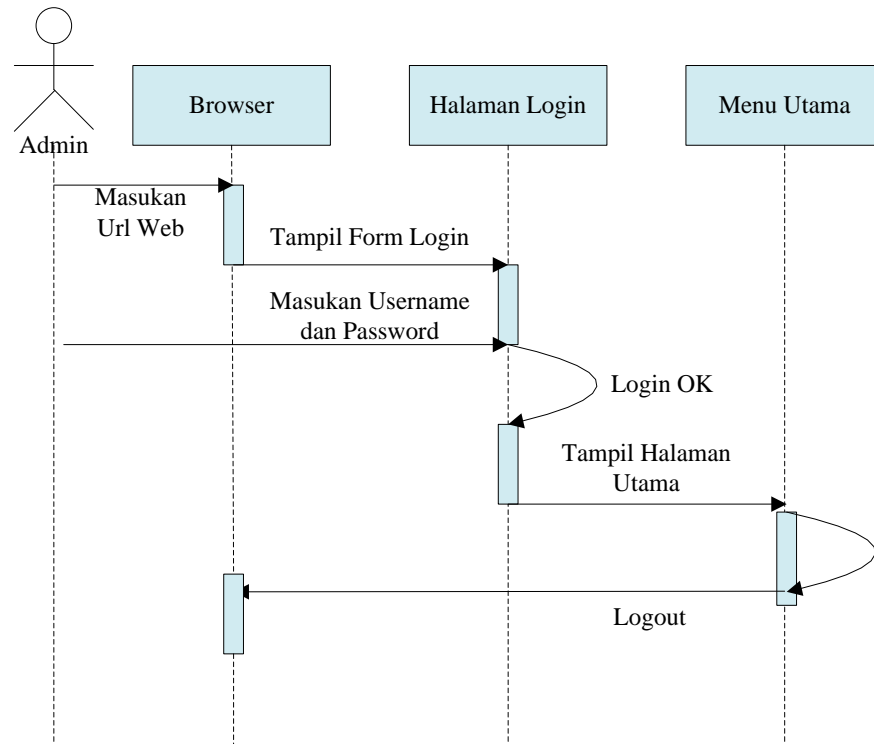 Admin
Browser
Halaman Login
Menu Utama
Masukan
Url Web
Tampil Form Login
Masukan Username
dan Password
Login OK
Tampil Halaman
Utama
Logout